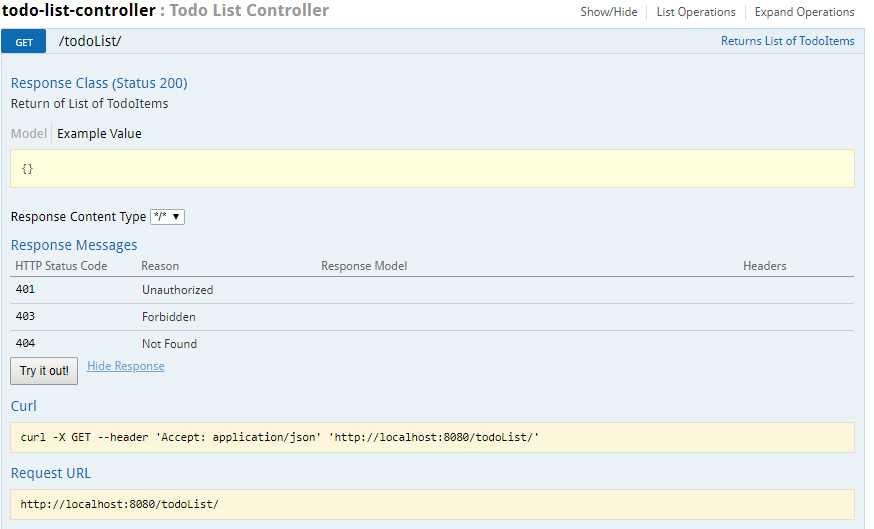 todo-list-controller : Todo List Controller Show/Hide List Operations Expand Operations
GET /todoList/ Returns List of TodoItems
Response Class (Status 200)
Return of List of TodoItems
Model Example Value
{}
Response Content Type */* ▼
Response Messages
HTTP Status Code Reason Response Model Headers
401 Unauthorized
403 Forbidden
404 Not Found
Try it out! Hide Response
Curl
curl -X GET --header 'Accept: application/json' 'http://localhost:8080/todoList/'
Request URL
http://localhost:8080/todoList/